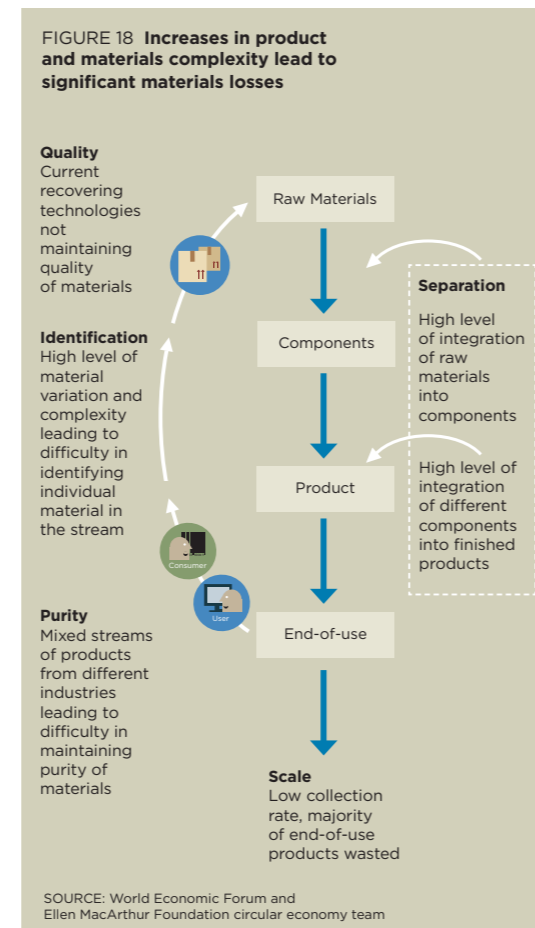 FIGURE 18 Increases in product
and materials complexity lead to
significant materials losses
Quality
Current
recovering
technologies
not
maintaining
quality
of materials
Identification
High level of
material
variation and
complexity
leading to
difficulty in
identifying
individual
material in
the stream
Purity
Mixed streams
of products
from different
industries
leading to
difficulty in
maintaining
purity of
materials
Raw Materials
Components
Product
End-of-use
Consumer
User
Separation
High level
of integration
of raw
materials
into
components
High level of
integration
of different
components
into finished
products
Scale
Low collection
rate, majority
of end-of-use
products wasted
SOURCE: World Economic Forum and
Ellen MacArthur Foundation circular economy team